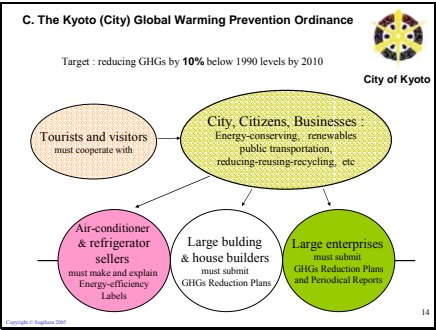 C. The Kyoto (City) Global Warming Prevention Ordinance
Target : reducing GHGs by 10% below 1990 levels by 2010
City of Kyoto
Tourists and visitors
must cooperate with
City, Citizens, Businesses :
Energy-conserving, renewables
public transportation,
reducing-reusing-recycling, etc
Air-conditioner
& refrigerator
sellers
must make and explain
Energy-efficiency
Labels
Large bulding
& house builders
must submit
GHGs Reduction Plans
Large enterprises
must submit
GHGs Reduction Plans
and Periodical Reports
Copyright © Sugihara 2005
14